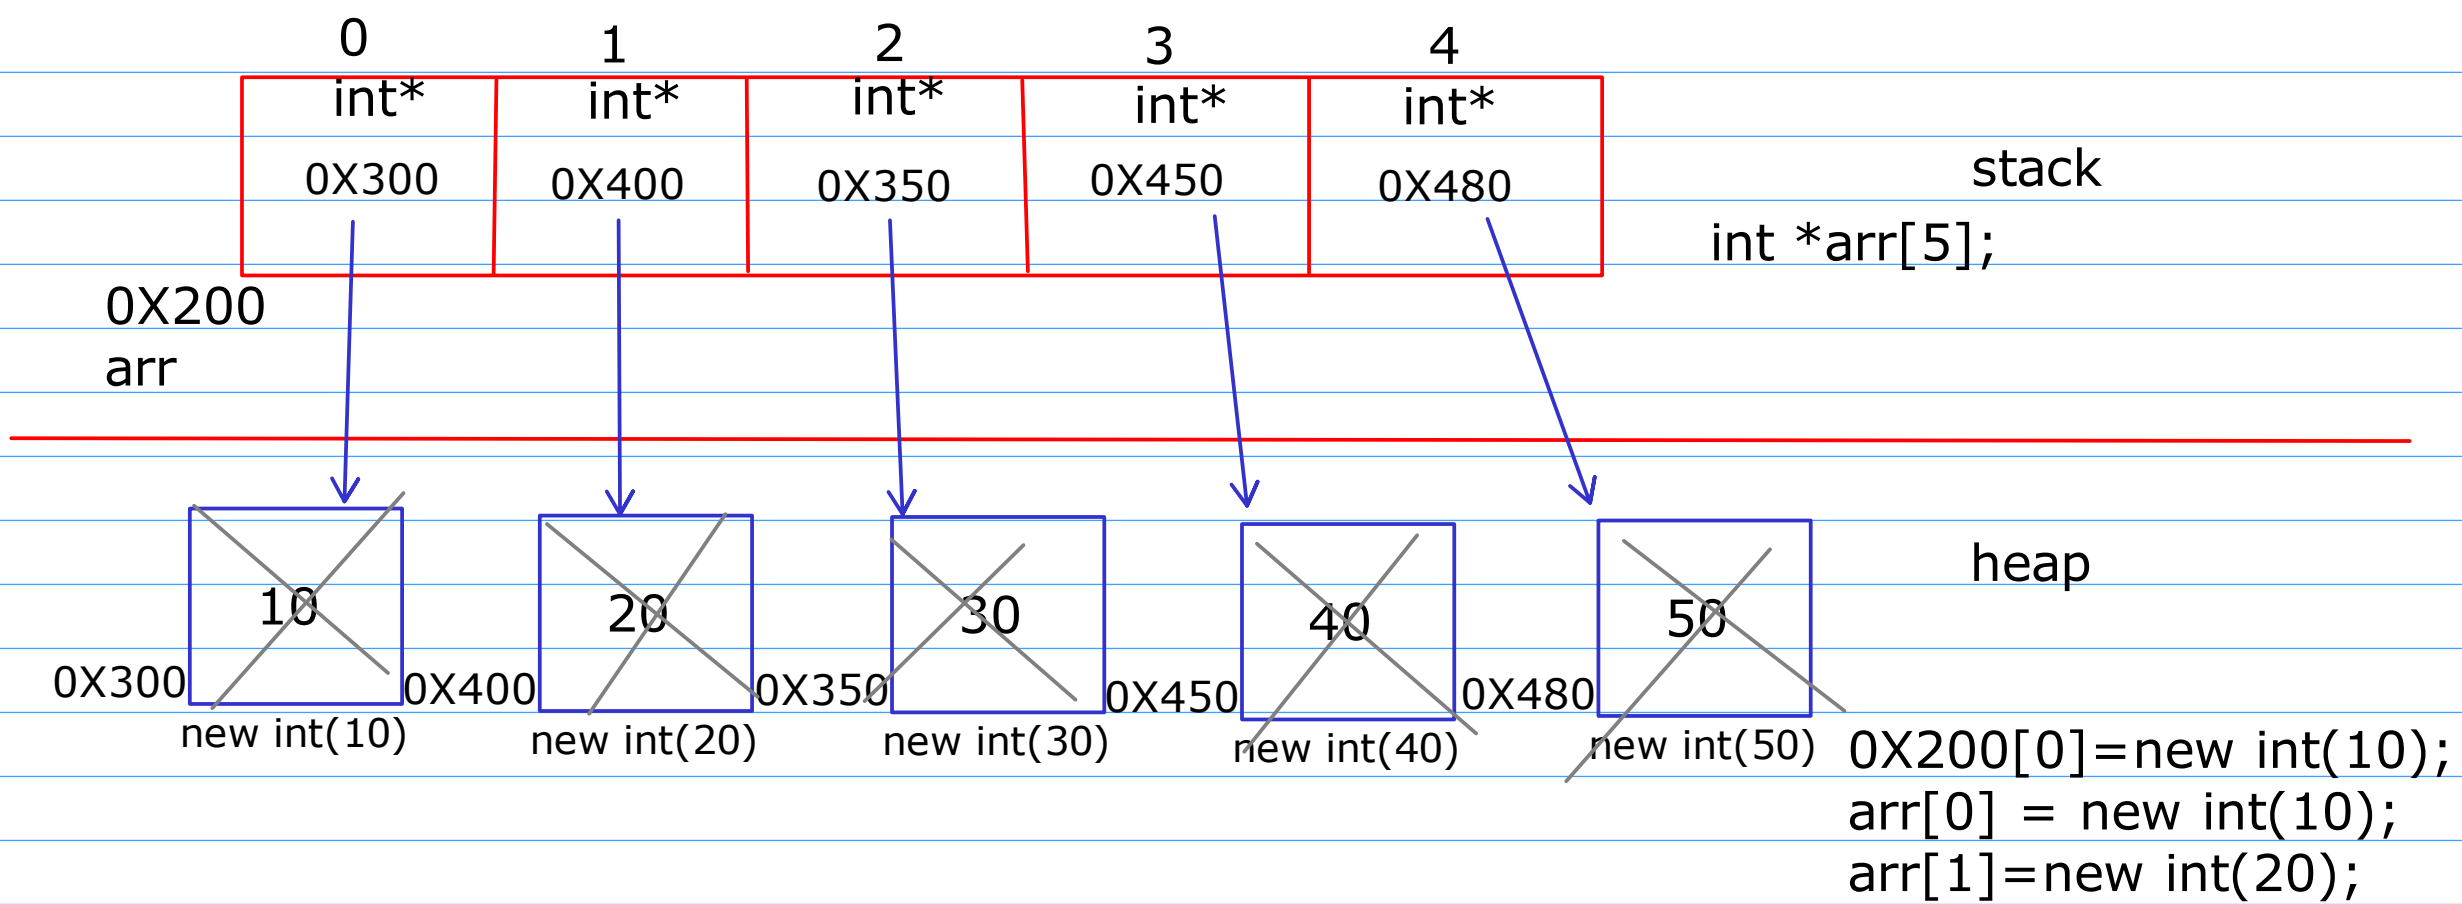 0 1 2 3 4
int* int* int* int* int*
0X300 0X400 0X350 0X450 0X480
stack
int *arr[5];
0X200
arr
heap
10 20 30 40 50
0X300 0X400 0X350 0X450 0X480
new int(10) new int(20) new int(30) new int(40) new int(50)
0X200[0]=new int(10);
arr[0] = new int(10);
arr[1]=new int(20);